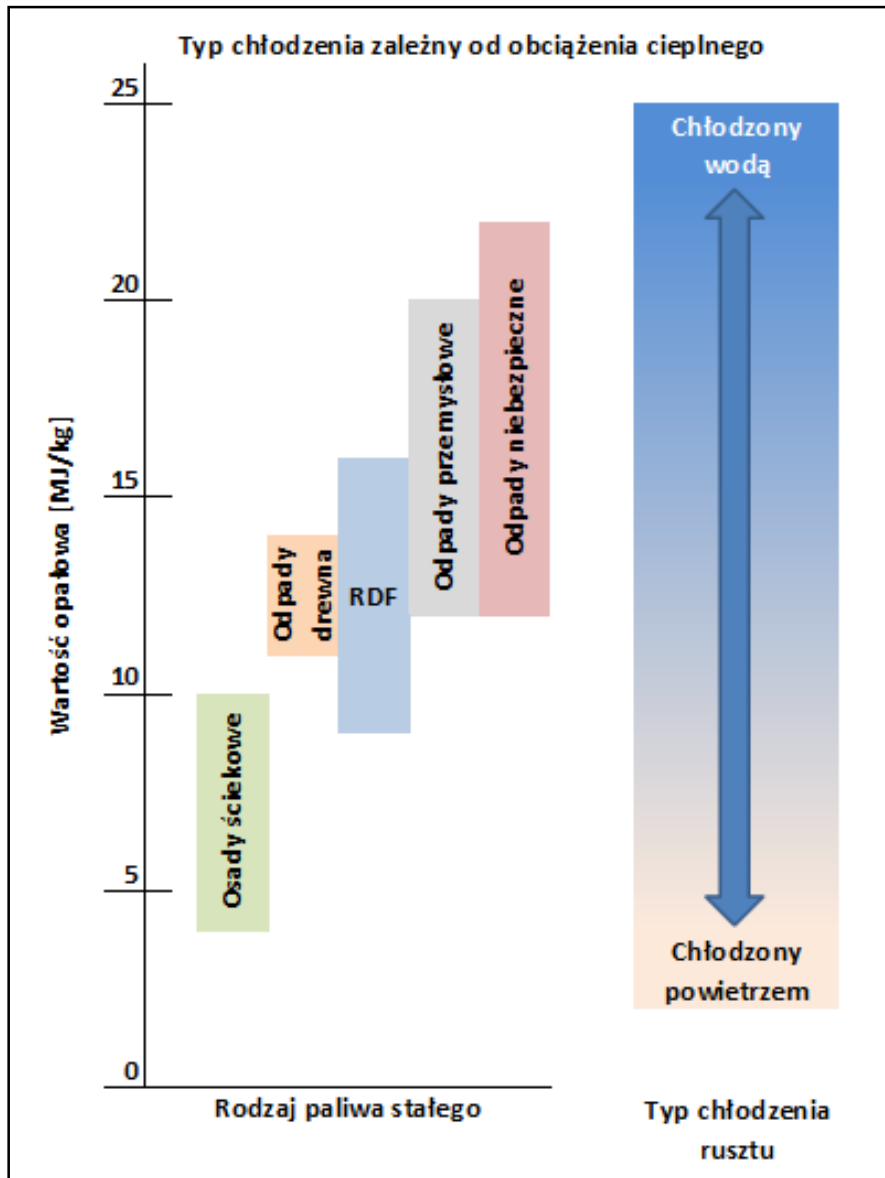 Typ chłodzenia zależny od obciążenia cieplnego
Wartość opałowa [MJ/kg]
25
20
15
10
5
0
Osady ściekowe
Odpady
drewna
RDF
Odpady przemysłowe
Odpady niebezpieczne
Rodzaj paliwa stałego
Chłodzony
wodą
Chłodzony
powietrzem
Typ chłodzenia
rusztu